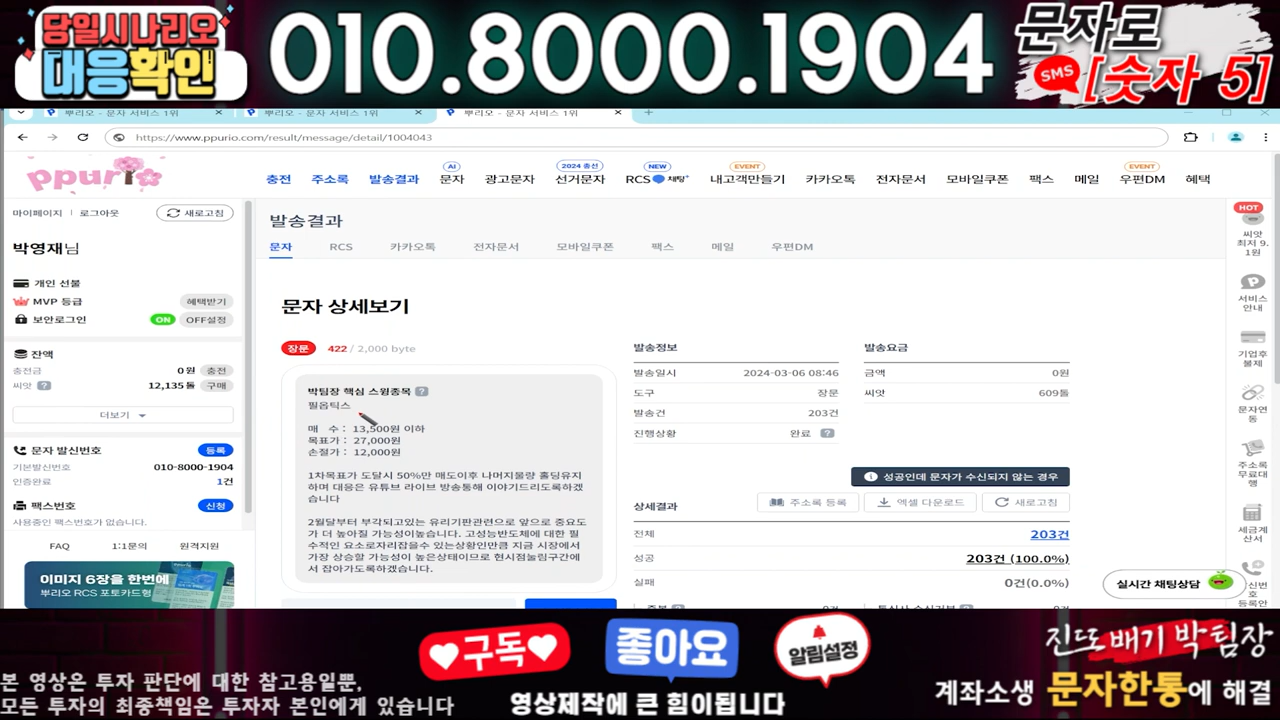 당일시나리오
대응확인
010.8000.1904
문자로
SMS
[숫자 5]
뿌리오 - 문자 서비스 1위
뿌리오 - 문자 서비스 1위
뿌리오 - 문자 서비스 1위
https://www.ppurio.com/result/message/detail/1004043
ppurio
충전
주소록
발송결과
AI
문자
광고문자
2024 총선
선거문자
NEW
RCS
채팅+
EVENT
내고객만들기
카카오톡
전자문서
모바일쿠폰
팩스
메일
EVENT
우편DM
혜택
마이페이지 | 로그아웃
새로고침
박영재님
개인 선불
MVP 등급
혜택받기
보안로그인
ON
OFF설정
잔액
충전금
0원
충전
씨앗 ?
12,135톨
구매
더보기
문자 발신번호
등록
기본발신번호
010-8000-1904
인증완료
1건
팩스번호
신청
사용중인 팩스번호가 없습니다.
FAQ
1:1문의
원격지원
이미지 6장을 한번에
뿌리오 RCS 포토카드형
발송결과
문자
RCS
카카오톡
전자문서
모바일쿠폰
팩스
메일
우편DM
문자 상세보기
장문
422 / 2,000 byte
박팀장 핵심 스윙종목 ?
필옵틱스
매 수 : 13,500원 이하
목표가 : 27,000원
손절가 : 12,000원
1차목표가 도달시 50%만 매도이후 나머지물량 홀딩유지
하며 대응은 유튜브 라이브 방송통해 이야기드리도록하겠
습니다
2월달부터 부각되고있는 유리기판관련으로 앞으로 중요도
가 더 높아질 가능성이높습니다. 고성능반도체에 대한 필
수적인 요소로자리잡을수 있는상황인만큼 지금 시장에서
가장 상승할 가능성이 높은상태이므로 현시점눌림구간에
서 잡아가도록하겠습니다.
발송정보
발송일시
2024-03-06 08:46
도구
장문
발송건
203건
진행상황
완료 ?
발송요금
금액
0원
씨앗
609톨
성공인데 문자가 수신되지 않는 경우
상세결과
주소록 등록
엑셀 다운로드
새로고침
전체
203건
성공
203건 (100.0%)
실패
0건(0.0%)
HOT
씨앗
최저 9.
1원
서비스
안내
기업후
불제
문자연
동
주소록
무료대
행
세금계
산서
실시간 채팅상담
구독
좋아요
알림설정
영상제작에 큰 힘이됩니다
본 영상은 투자 판단에 대한 참고용일뿐,
모든 투자의 최종책임은 투자자 본인에게 있습니다
진또배기 박팀장
계좌소생 문자한통에 해결